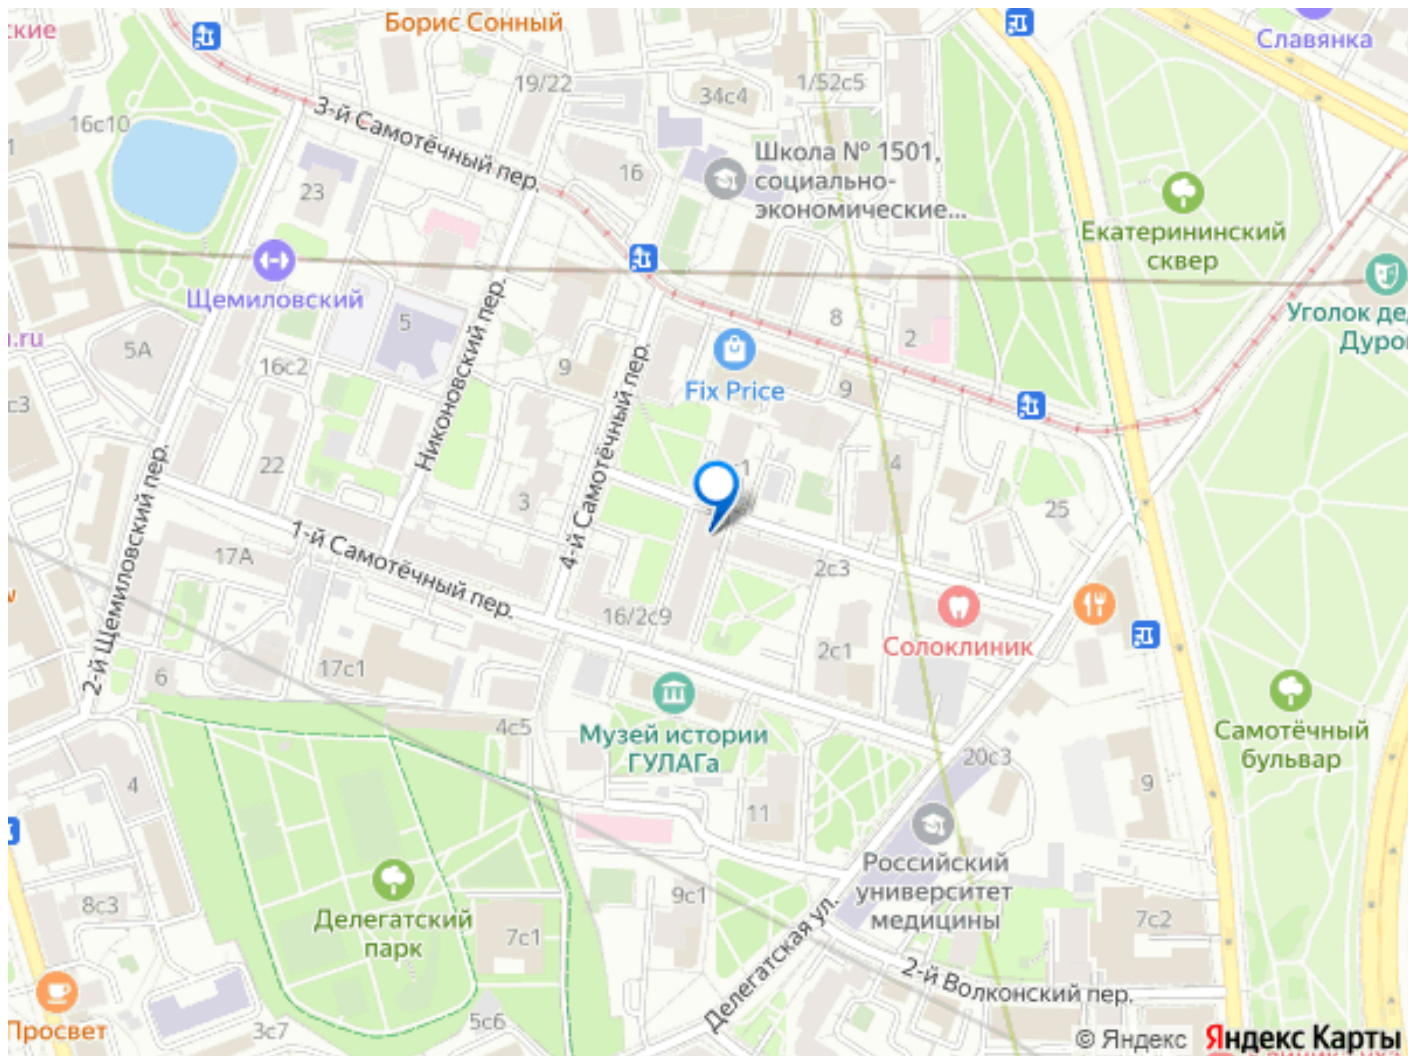 ские
Борис Сонный
Славянка
19/22
34с4
1/52с5
16с10
3-й Самотёчный пер.
Школа № 1501,
социально-
экономические...
16
23
Екатерининский
сквер
Щемиловский
Уголок де
Дуро
u.ru
5А
5
8
2
16с2
9
Fix Price
9
с3
Никоновский пер.
4-й Самотёчный пер.
22
4
3
25
2-й Щемиловский пер.
1-й Самотёчный пер.
17А
2с3
16/2с9
Солоклиник
2с1
17с1
6
4с5
Музей истории
ГУЛАГа
Самотёчный
бульвар
20с3
4
9
11
Российский
университет
медицины
Делегатский
парк
8с3
9с1
7с1
7с2
Делегатская ул.
2-й Волконский пер.
Просвет
3с7
5с6
© Яндекс Яндекс Карты